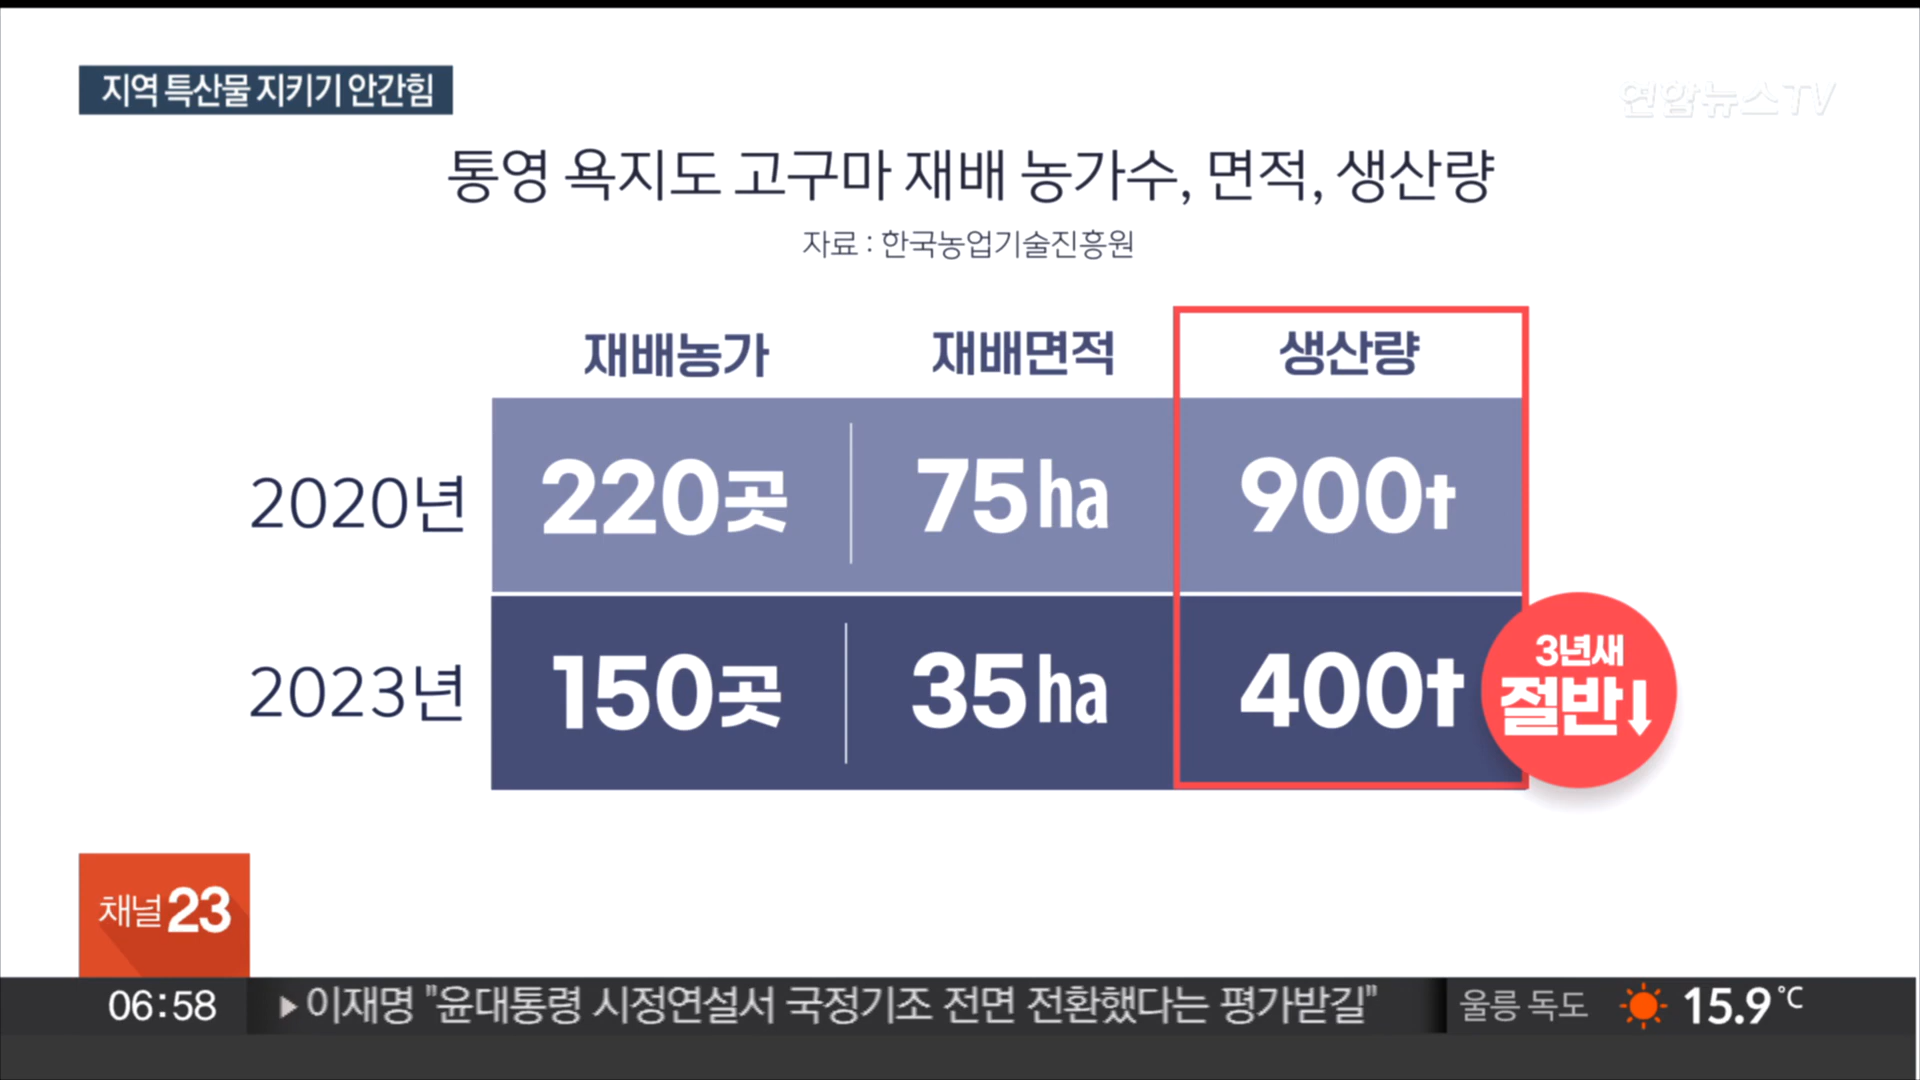 지역 특산물 지키기 안간힘
연합뉴스TV
통영 욕지도 고구마 재배 농가수, 면적, 생산량
자료 : 한국농업기술진흥원
재배농가 재배면적 생산량
2020년 220곳 75ha 900t
2023년 150곳 35ha 400t
3년새
절반↓
채널23
06:58 ▶이재명 "윤대통령 시정연설서 국정기조 전면 전환했다는 평가받길" 울릉 독도 15.9℃